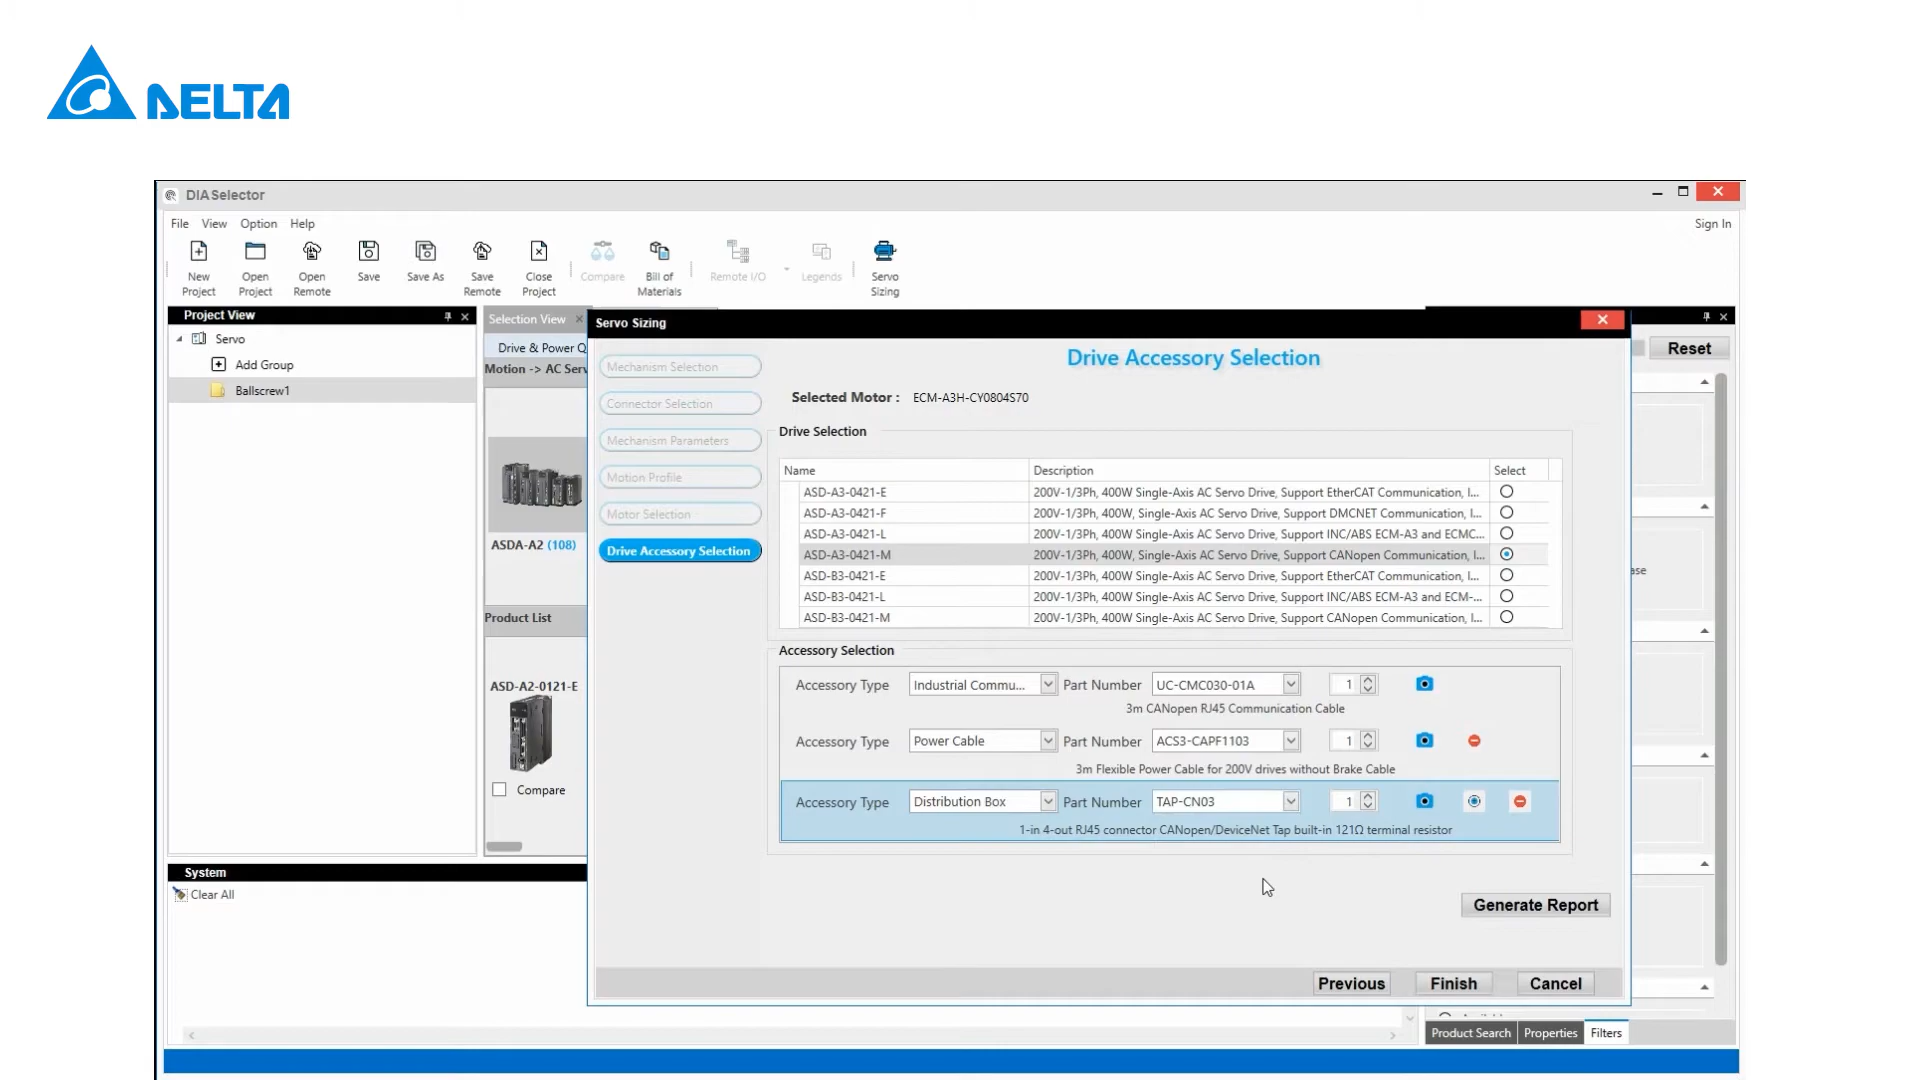 DELTA
DIASelector
File View Option Help
Sign In
New Project
Open Project
Open Remote
Save
Save As
Save Remote
Close Project
Compare
Bill of Materials
Remote I/O
Legends
Servo Sizing
Project View
Servo
Add Group
Ballscrew1
Selection View
Drive & Power Q
Motion -> AC Serv
ASDA-A2 (108)
Product List
ASD-A2-0121-E
Compare
Servo Sizing
Mechanism Selection
Connector Selection
Mechanism Parameters
Motion Profile
Motor Selection
Drive Accessory Selection
Drive Accessory Selection
Selected Motor : ECM-A3H-CY0804S70
Drive Selection
Name Description Select
ASD-A3-0421-E 200V-1/3Ph, 400W Single-Axis AC Servo Drive, Support EtherCAT Communication, I...
ASD-A3-0421-F 200V-1/3Ph, 400W, Single-Axis AC Servo Drive, Support DMCNET Communication, I...
ASD-A3-0421-L 200V-1/3Ph, 400W Single-Axis AC Servo Drive, Support INC/ABS ECM-A3 and ECMC...
ASD-A3-0421-M 200V-1/3Ph, 400W, Single-Axis AC Servo Drive, Support CANopen Communication, I...
ASD-B3-0421-E 200V-1/3Ph, 400W Single-Axis AC Servo Drive, Support EtherCAT Communication, I...
ASD-B3-0421-L 200V-1/3Ph, 400W Single-Axis AC Servo Drive, Support INC/ABS ECM-A3 and ECM-...
ASD-B3-0421-M 200V-1/3Ph, 400W Single-Axis AC Servo Drive, Support CANopen Communication, I...
Accessory Selection
Accessory Type Industrial Commu... Part Number UC-CMC030-01A 1
3m CANopen RJ45 Communication Cable
Accessory Type Power Cable Part Number ACS3-CAPF1103 1
3m Flexible Power Cable for 200V drives without Brake Cable
Accessory Type Distribution Box Part Number TAP-CN03 1
1-in 4-out RJ45 connector CANopen/DeviceNet Tap built-in 121Ω terminal resistor
Generate Report
Previous Finish Cancel
Reset
ase
System
Clear All
Product Search Properties Filters